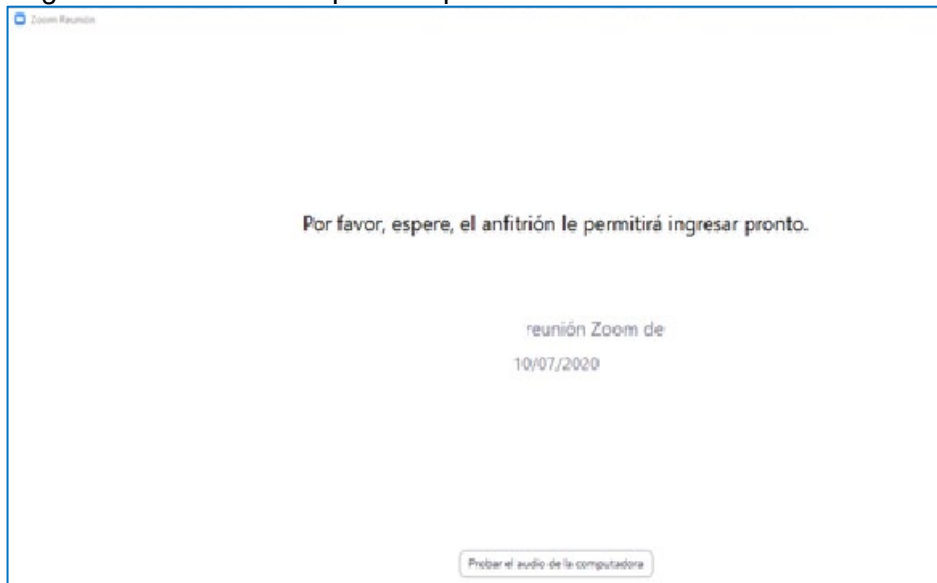 Zoom Reunión
Por favor, espere, el anfitrión le permitirá ingresar pronto.
reunión Zoom de
10/07/2020
Probar el audio de la computadora